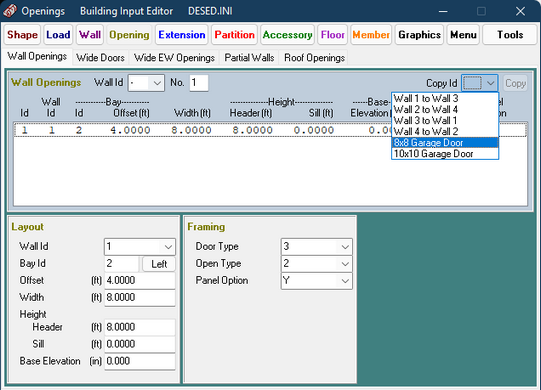 Openings Building Input Editor DESED.INI
Shape Load Wall Opening Extension Partition Accessory Floor Member Graphics Menu Tools
Wall Openings Wide Doors Wide EW Openings Partial Walls Roof Openings
Wall Openings Wall Id - No. 1 Copy Id Copy
Wall 1 to Wall 3
Wall 2 to Wall 4
Wall 3 to Wall 1
Wall 4 to Wall 2
8x8 Garage Door
10x10 Garage Door
Wall ------------Bay------------ ---------------Height--------------- ------Base-
Id Id Id Offset (ft) Width (ft) Header (ft) Sill (ft) Elevation
1 1 2 4.0000 8.0000 8.0000 0.0000 0.00
Layout
Wall Id 1
Bay Id 2 Left
Offset (ft) 4.0000
Width (ft) 8.0000
Height
Header (ft) 8.0000
Sill (ft) 0.0000
Base Elevation (in) 0.000
Framing
Door Type 3
Open Type 2
Panel Option Y